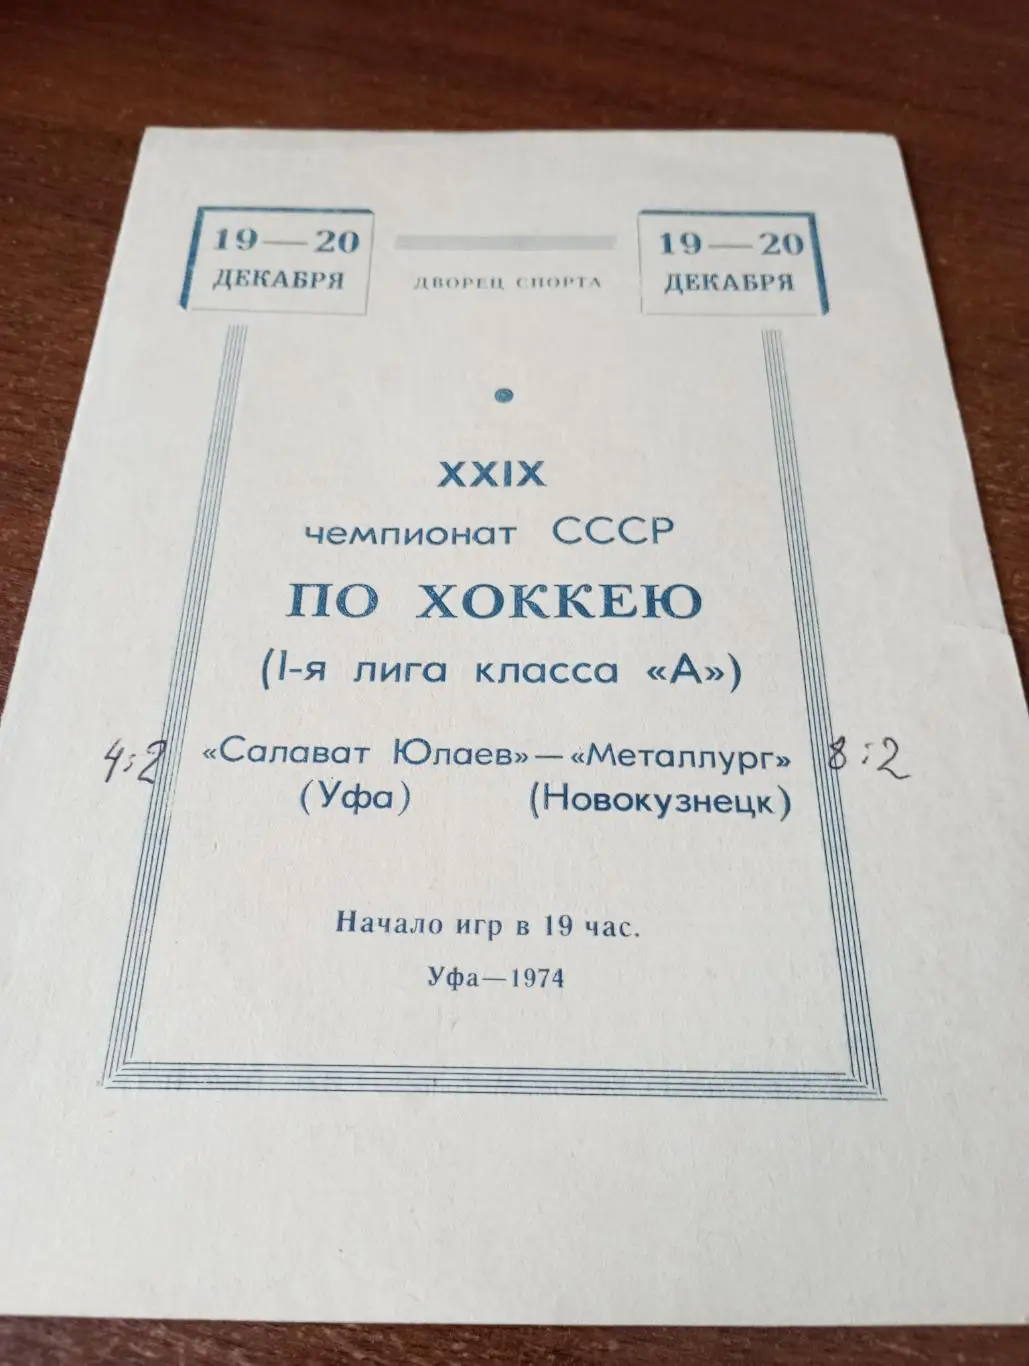 19—20
ДЕКАБРЯ
ДВОРЕЦ СПОРТА
19—20
ДЕКАБРЯ
XXIX
чемпионат СССР
ПО ХОККЕЮ
(I-я лига класса «А»)
4:2 «Салават Юлаев»—«Металлург» 8:2
(Уфа) (Новокузнецк)
Начало игр в 19 час.
Уфа—1974